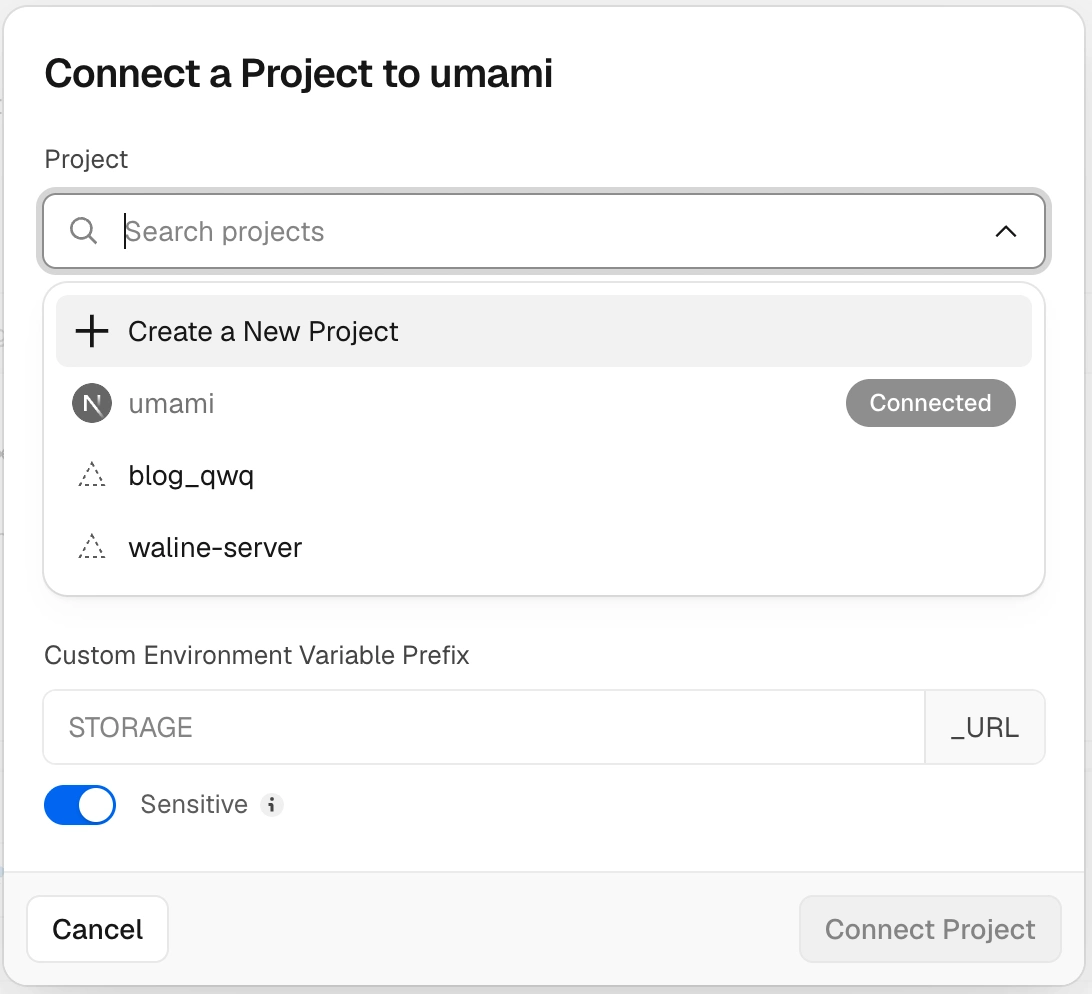 Connect a Project to umami
Project
Search projects
Create a New Project
umami
Connected
blog_qwq
waline-server
Custom Environment Variable Prefix
STORAGE
_URL
Sensitive
Cancel
Connect Project